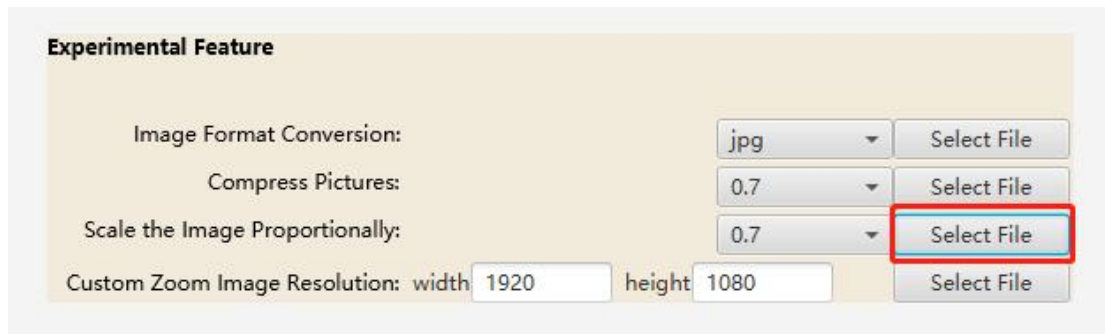 Experimental Feature
Image Format Conversion: jpg Select File
Compress Pictures: 0.7 Select File
Scale the Image Proportionally: 0.7 Select File
Custom Zoom Image Resolution: width 1920 height 1080 Select File